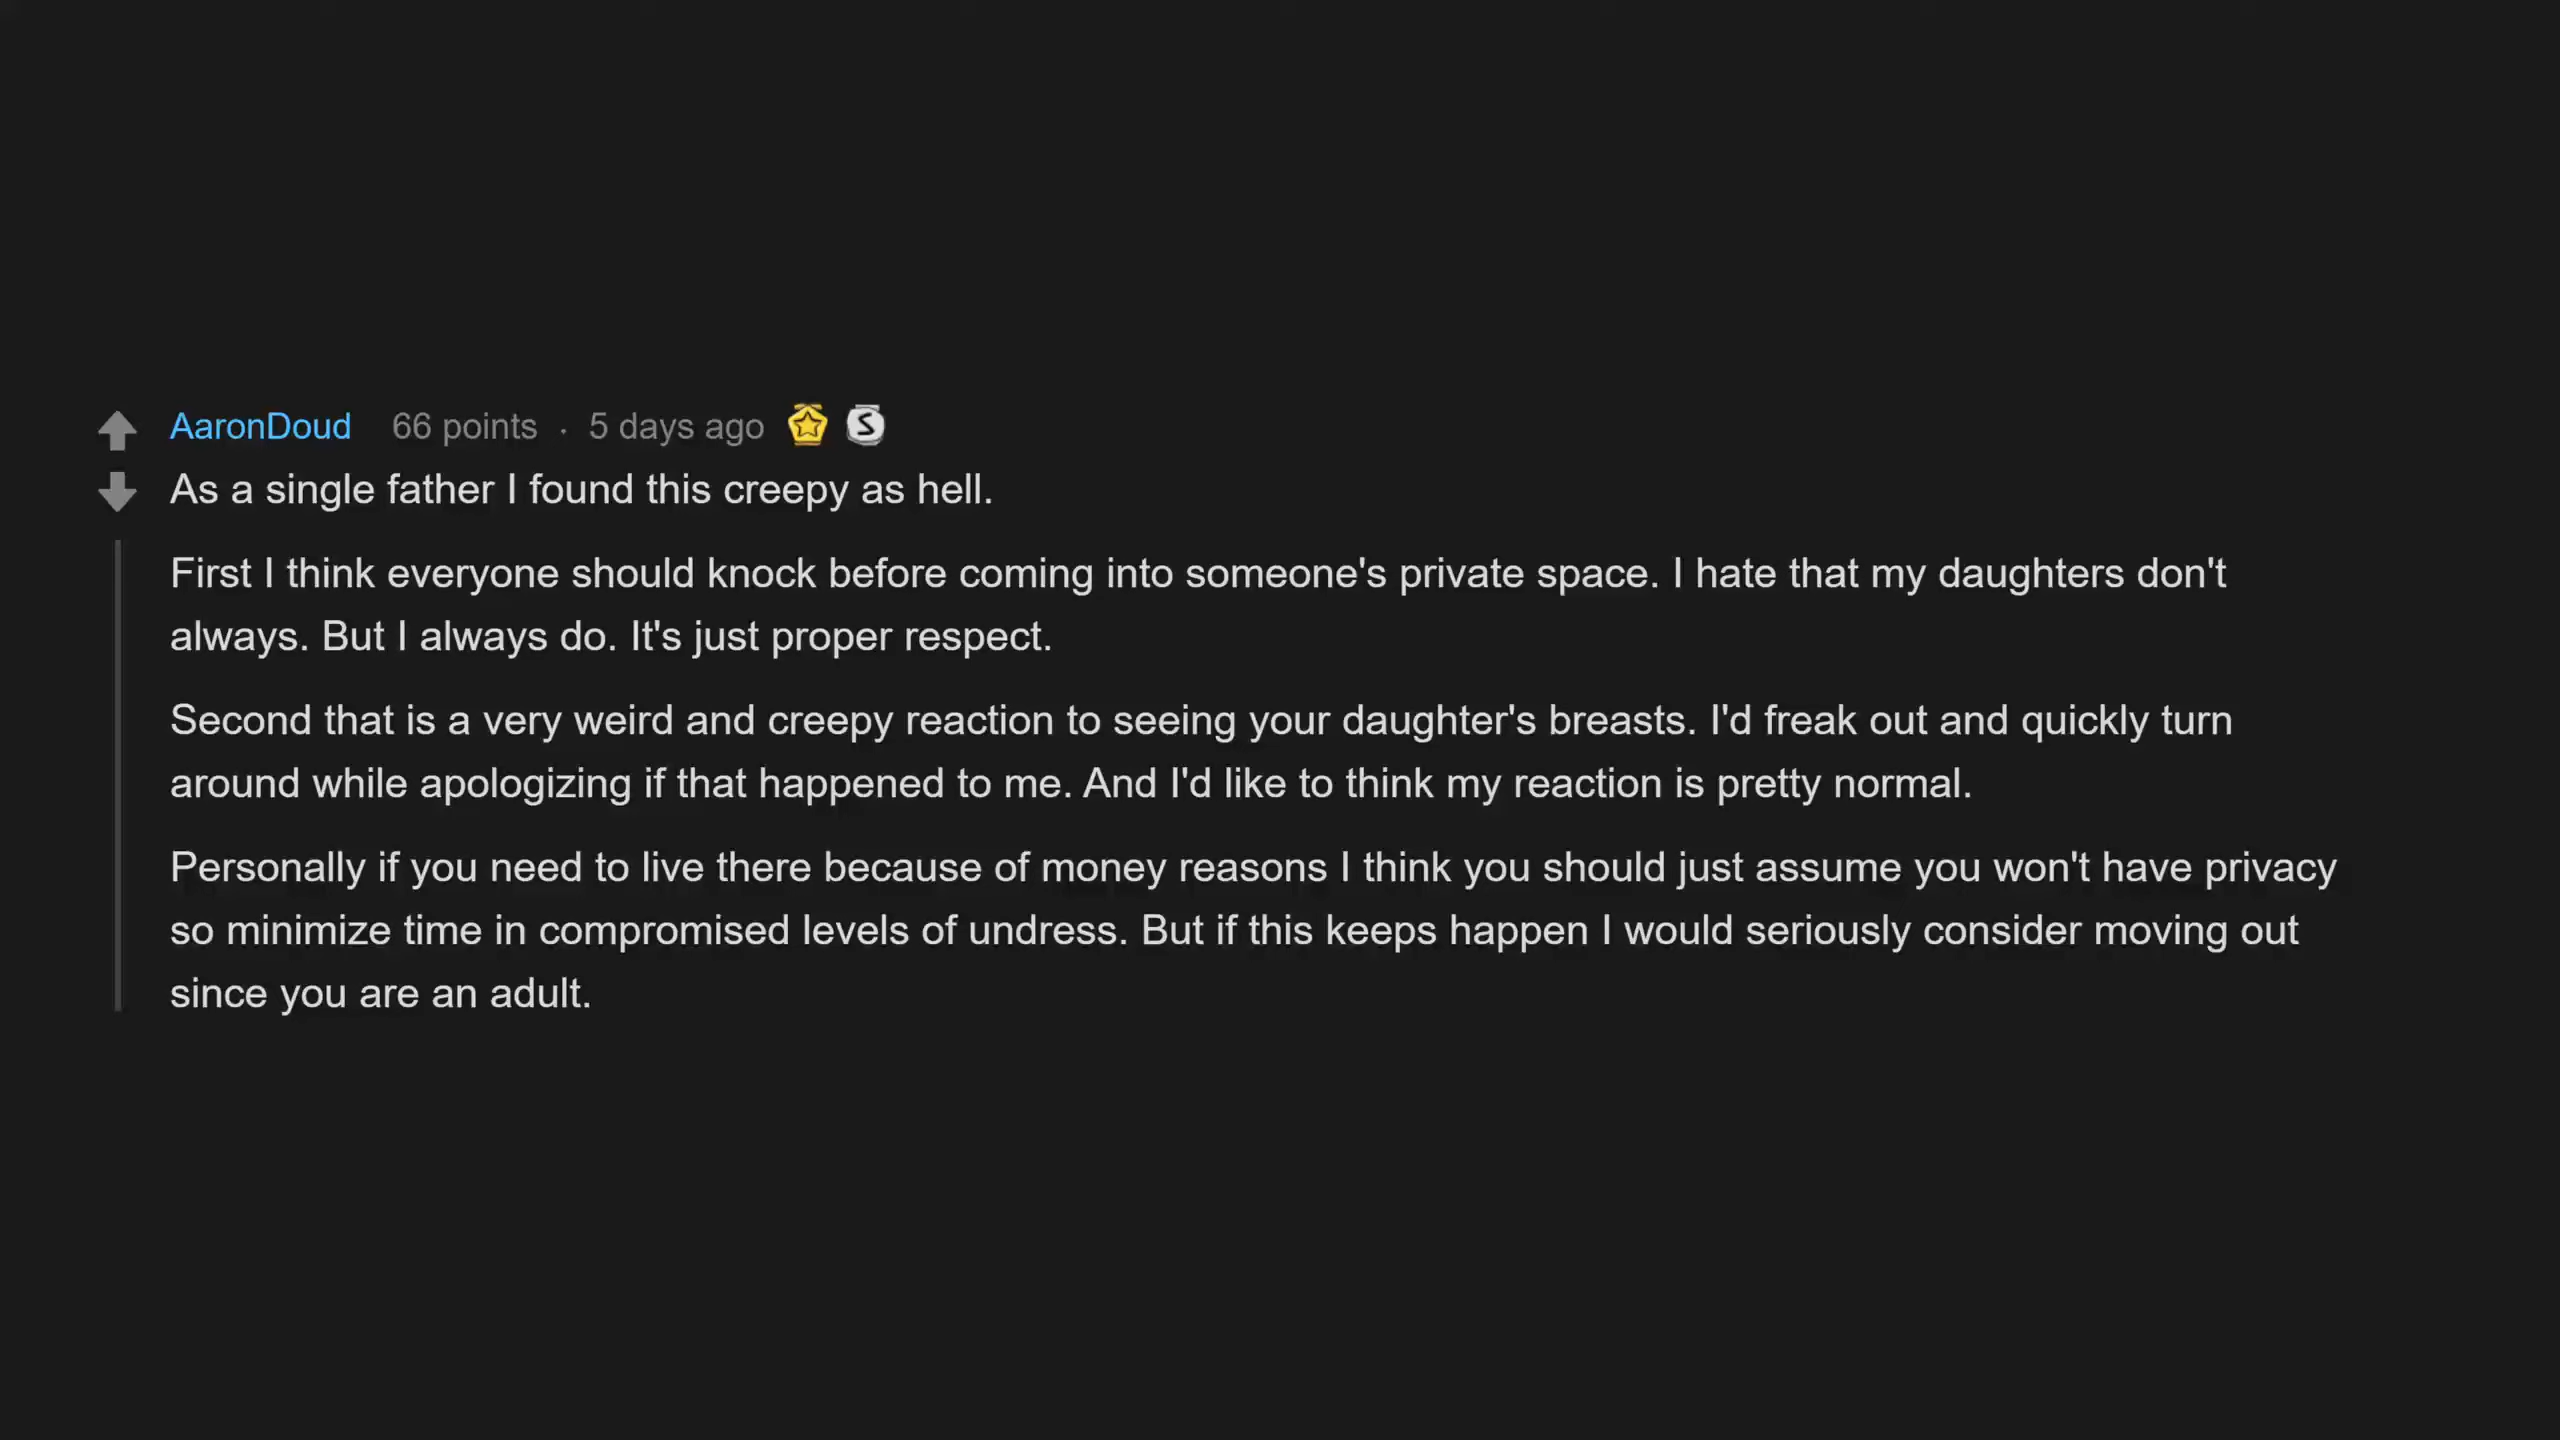 AaronDoud 66 points · 5 days ago S
As a single father I found this creepy as hell.
First I think everyone should knock before coming into someone's private space. I hate that my daughters don't
always. But I always do. It's just proper respect.
Second that is a very weird and creepy reaction to seeing your daughter's breasts. I'd freak out and quickly turn
around while apologizing if that happened to me. And I'd like to think my reaction is pretty normal.
Personally if you need to live there because of money reasons I think you should just assume you won't have privacy
so minimize time in compromised levels of undress. But if this keeps happen I would seriously consider moving out
since you are an adult.